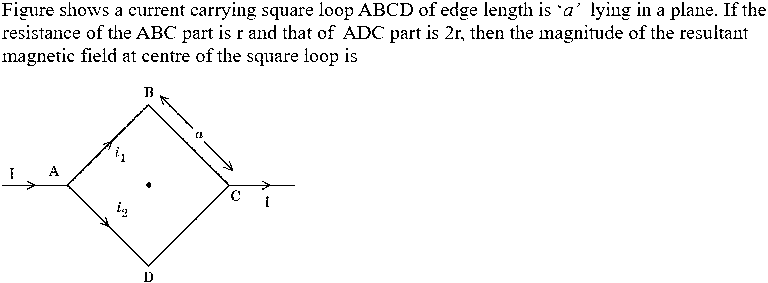 Figure shows a current carrying square loop ABCD of edge length is 'a' lying in a plane. If the
resistance of the ABC part is r and that of ADC part is 2r, then the magnitude of the resultant
magnetic field at centre of the square loop is
B
a
i₁
I
A
C
I
i₂
D